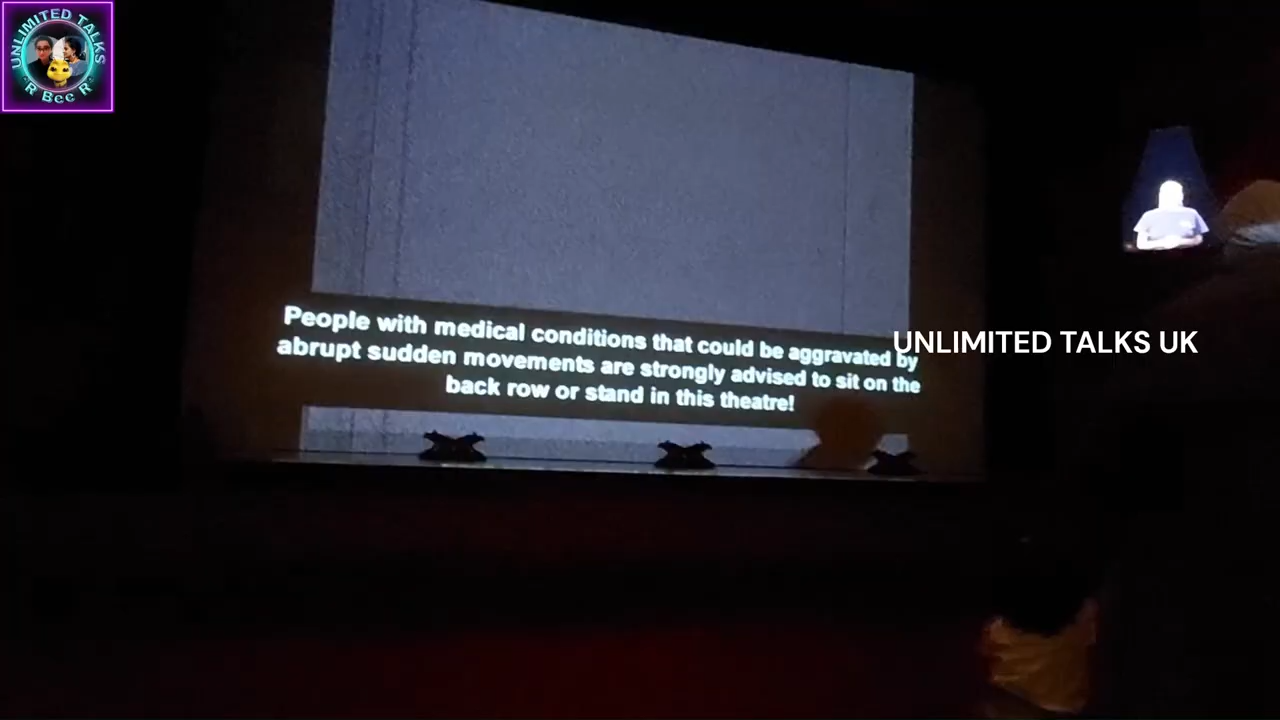 UNLIMITED TALKS
"R Bee R"
People with medical conditions that could be aggravated by
abrupt sudden movements are strongly advised to sit on the
back row or stand in this theatre!
UNLIMITED TALKS UK